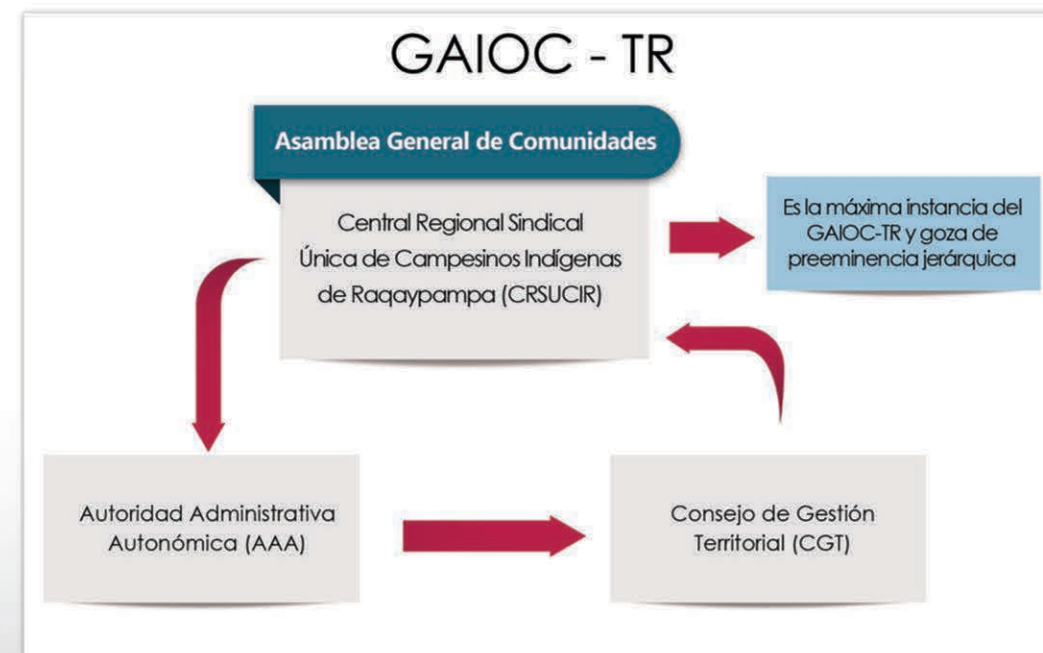 GAIOC - TR
Asamblea General de Comunidades
Central Regional Sindical
Única de Campesinos Indígenas
de Raqaypampa (CRSUCIR)
Es la máxima instancia del
GAIOC-TR y goza de
preeminencia jerárquica
Autoridad Administrativa
Autonómica (AAA)
Consejo de Gestión
Territorial (CGT)